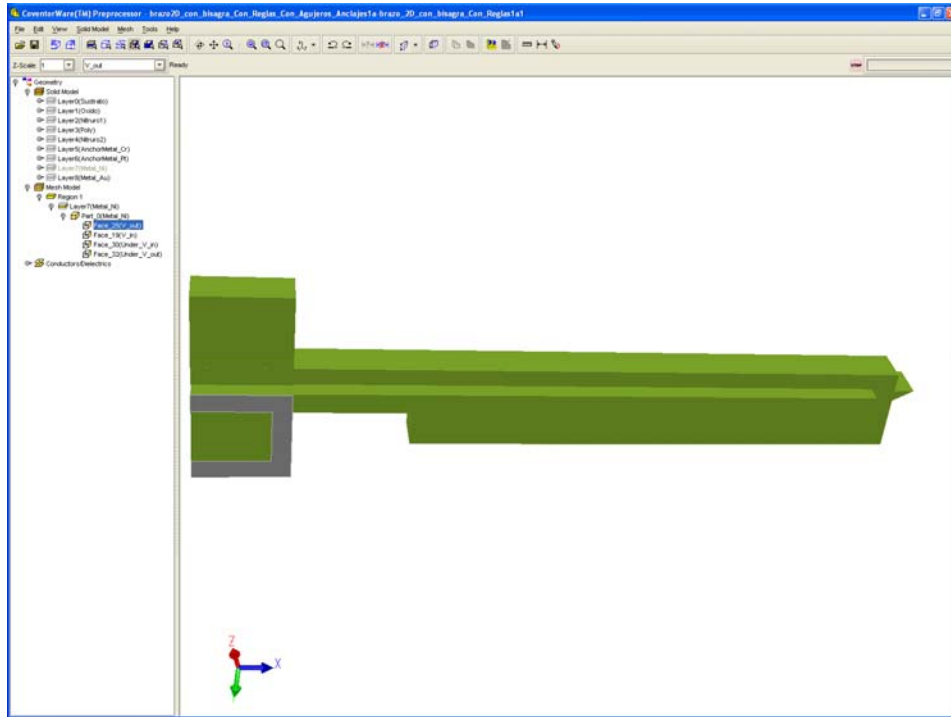 CoventorWare(TM) Preprocessor - brazo2D_con_bisagra_Con_Reglas_Con_Agujeros_Anclajes1a-brazo_2D_con_bisagra_Con_Reglas1a1
File Edit View Solid Model Mesh Tools Help
Z-Scale: 1 V_out Ready
STOP
Geometry
Solid Model
Layer0(Sustrato)
Layer1(Oxido)
Layer2(Nitruro1)
Layer3(Poly)
Layer4(Nitruro2)
Layer5(AnchorMetal_Cr)
Layer6(AnchorMetal_Pt)
Layer7(Metal_Ni)
Layer8(Metal_Au)
Mesh Model
Region 1
Layer7(Metal_Ni)
Part_0(Metal_Ni)
Face_25(V_out)
Face_19(V_in)
Face_30(Under_V_in)
Face_32(Under_V_out)
Conductors/Dielectrics
Z
X